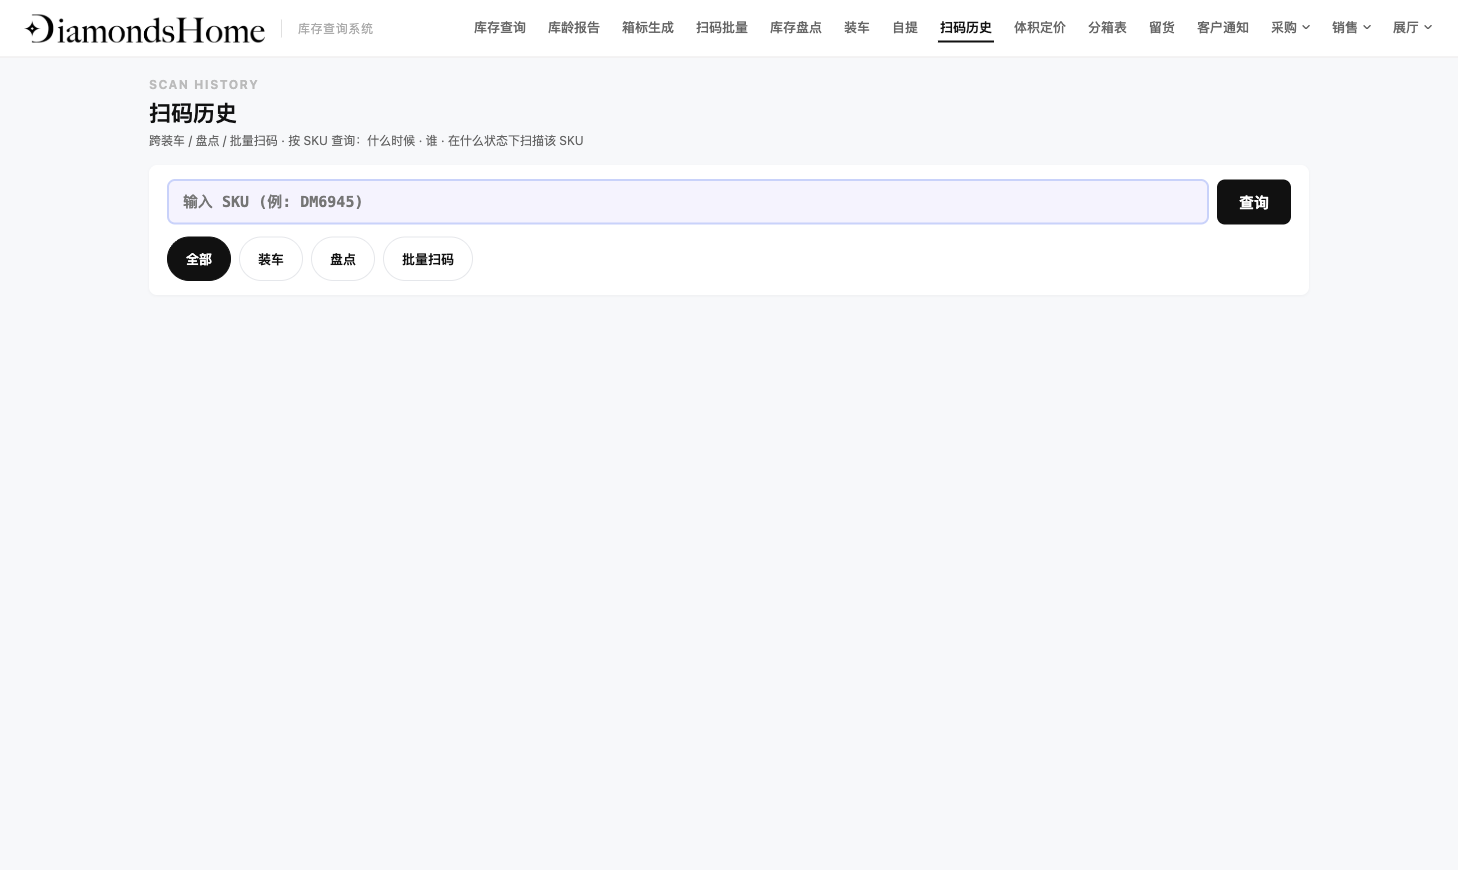 DiamondsHome 库存查询系统 库存查询 库龄报告 箱标生成 扫码批量 库存盘点 装车 自提 扫码历史 体积定价 分箱表 留货 客户通知 采购 销售 展厅
SCAN HISTORY
扫码历史
跨装车 / 盘点 / 批量扫码 · 按 SKU 查询：什么时候 · 谁 · 在什么状态下扫描该 SKU
输入 SKU (例: DM6945) 查询
全部 装车 盘点 批量扫码